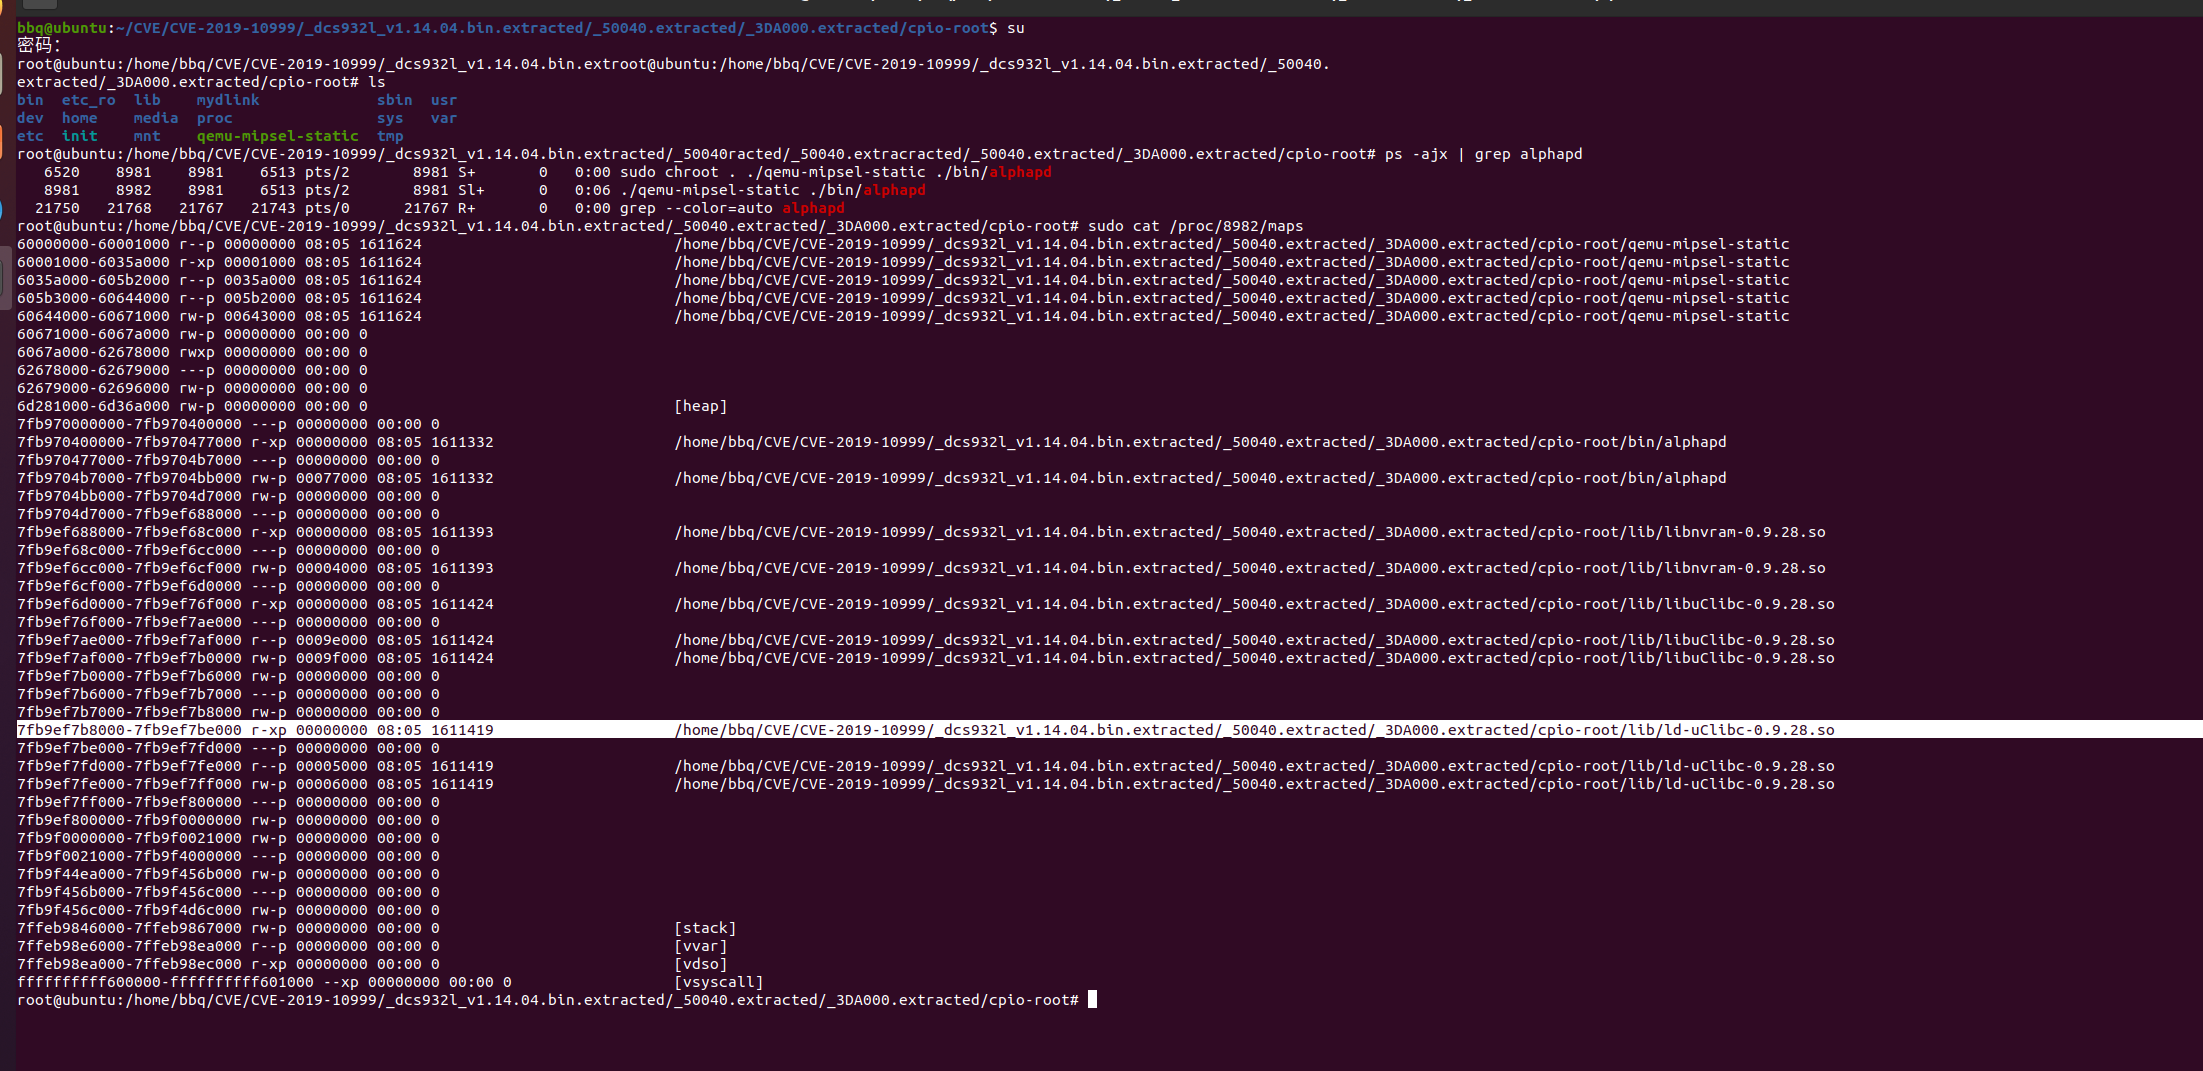 bbq@ubuntu:~/CVE/CVE-2019-10999/_dcs932l_v1.14.04.bin.extracted/_50040.extracted/_3DA000.extracted/cpio-root$ su
密码：
root@ubuntu:/home/bbq/CVE/CVE-2019-10999/_dcs932l_v1.14.04.bin.extroot@ubuntu:/home/bbq/CVE/CVE-2019-10999/_dcs932l_v1.14.04.bin.extracted/_50040.
extracted/_3DA000.extracted/cpio-root# ls
bin  etc_ro  lib    mydlink             sbin  usr
dev  home    media  proc                sys   var
etc  init    mnt    qemu-mipsel-static  tmp
root@ubuntu:/home/bbq/CVE/CVE-2019-10999/_dcs932l_v1.14.04.bin.extracted/_50040racted/_50040.extracracted/_50040.extracted/_3DA000.extracted/cpio-root# ps -ajx | grep alphapd
   6520    8981    8981    6513 pts/2       8981 S+       0   0:00 sudo chroot . ./qemu-mipsel-static ./bin/alphapd
   8981    8982    8981    6513 pts/2       8981 Sl+      0   0:06 ./qemu-mipsel-static ./bin/alphapd
  21750   21768   21767   21743 pts/0      21767 R+       0   0:00 grep --color=auto alphapd
root@ubuntu:/home/bbq/CVE/CVE-2019-10999/_dcs932l_v1.14.04.bin.extracted/_50040.extracted/_3DA000.extracted/cpio-root# sudo cat /proc/8982/maps
60000000-60001000 r--p 00000000 08:05 1611624                            /home/bbq/CVE/CVE-2019-10999/_dcs932l_v1.14.04.bin.extracted/_50040.extracted/_3DA000.extracted/cpio-root/qemu-mipsel-static
60001000-6035a000 r-xp 00001000 08:05 1611624                            /home/bbq/CVE/CVE-2019-10999/_dcs932l_v1.14.04.bin.extracted/_50040.extracted/_3DA000.extracted/cpio-root/qemu-mipsel-static
6035a000-605b2000 r--p 0035a000 08:05 1611624                            /home/bbq/CVE/CVE-2019-10999/_dcs932l_v1.14.04.bin.extracted/_50040.extracted/_3DA000.extracted/cpio-root/qemu-mipsel-static
605b3000-60644000 r--p 005b2000 08:05 1611624                            /home/bbq/CVE/CVE-2019-10999/_dcs932l_v1.14.04.bin.extracted/_50040.extracted/_3DA000.extracted/cpio-root/qemu-mipsel-static
60644000-60671000 rw-p 00643000 08:05 1611624                            /home/bbq/CVE/CVE-2019-10999/_dcs932l_v1.14.04.bin.extracted/_50040.extracted/_3DA000.extracted/cpio-root/qemu-mipsel-static
60671000-6067a000 rw-p 00000000 00:00 0
6067a000-62678000 rwxp 00000000 00:00 0
62678000-62679000 ---p 00000000 00:00 0
62679000-62696000 rw-p 00000000 00:00 0
6d281000-6d36a000 rw-p 00000000 00:00 0                                  [heap]
7fb970000000-7fb970400000 ---p 00000000 00:00 0
7fb970400000-7fb970477000 r-xp 00000000 08:05 1611332                    /home/bbq/CVE/CVE-2019-10999/_dcs932l_v1.14.04.bin.extracted/_50040.extracted/_3DA000.extracted/cpio-root/bin/alphapd
7fb970477000-7fb9704b7000 ---p 00000000 00:00 0
7fb9704b7000-7fb9704bb000 rw-p 00077000 08:05 1611332                    /home/bbq/CVE/CVE-2019-10999/_dcs932l_v1.14.04.bin.extracted/_50040.extracted/_3DA000.extracted/cpio-root/bin/alphapd
7fb9704bb000-7fb9704d7000 rw-p 00000000 00:00 0
7fb9704d7000-7fb9ef688000 ---p 00000000 00:00 0
7fb9ef688000-7fb9ef68c000 r-xp 00000000 08:05 1611393                    /home/bbq/CVE/CVE-2019-10999/_dcs932l_v1.14.04.bin.extracted/_50040.extracted/_3DA000.extracted/cpio-root/lib/libnvram-0.9.28.so
7fb9ef68c000-7fb9ef6cc000 ---p 00000000 00:00 0
7fb9ef6cc000-7fb9ef6cf000 rw-p 00004000 08:05 1611393                    /home/bbq/CVE/CVE-2019-10999/_dcs932l_v1.14.04.bin.extracted/_50040.extracted/_3DA000.extracted/cpio-root/lib/libnvram-0.9.28.so
7fb9ef6cf000-7fb9ef6d0000 ---p 00000000 00:00 0
7fb9ef6d0000-7fb9ef76f000 r-xp 00000000 08:05 1611424                    /home/bbq/CVE/CVE-2019-10999/_dcs932l_v1.14.04.bin.extracted/_50040.extracted/_3DA000.extracted/cpio-root/lib/libuClibc-0.9.28.so
7fb9ef76f000-7fb9ef7ae000 ---p 00000000 00:00 0
7fb9ef7ae000-7fb9ef7af000 r--p 0009e000 08:05 1611424                    /home/bbq/CVE/CVE-2019-10999/_dcs932l_v1.14.04.bin.extracted/_50040.extracted/_3DA000.extracted/cpio-root/lib/libuClibc-0.9.28.so
7fb9ef7af000-7fb9ef7b0000 rw-p 0009f000 08:05 1611424                    /home/bbq/CVE/CVE-2019-10999/_dcs932l_v1.14.04.bin.extracted/_50040.extracted/_3DA000.extracted/cpio-root/lib/libuClibc-0.9.28.so
7fb9ef7b0000-7fb9ef7b6000 rw-p 00000000 00:00 0
7fb9ef7b6000-7fb9ef7b7000 ---p 00000000 00:00 0
7fb9ef7b7000-7fb9ef7b8000 rw-p 00000000 00:00 0
7fb9ef7b8000-7fb9ef7be000 r-xp 00000000 08:05 1611419                    /home/bbq/CVE/CVE-2019-10999/_dcs932l_v1.14.04.bin.extracted/_50040.extracted/_3DA000.extracted/cpio-root/lib/ld-uClibc-0.9.28.so
7fb9ef7be000-7fb9ef7fd000 ---p 00000000 00:00 0
7fb9ef7fd000-7fb9ef7fe000 r--p 00005000 08:05 1611419                    /home/bbq/CVE/CVE-2019-10999/_dcs932l_v1.14.04.bin.extracted/_50040.extracted/_3DA000.extracted/cpio-root/lib/ld-uClibc-0.9.28.so
7fb9ef7fe000-7fb9ef7ff000 rw-p 00006000 08:05 1611419                    /home/bbq/CVE/CVE-2019-10999/_dcs932l_v1.14.04.bin.extracted/_50040.extracted/_3DA000.extracted/cpio-root/lib/ld-uClibc-0.9.28.so
7fb9ef7ff000-7fb9ef800000 ---p 00000000 00:00 0
7fb9ef800000-7fb9f0000000 rw-p 00000000 00:00 0
7fb9f0000000-7fb9f0021000 rw-p 00000000 00:00 0
7fb9f0021000-7fb9f4000000 ---p 00000000 00:00 0
7fb9f44ea000-7fb9f456b000 rw-p 00000000 00:00 0
7fb9f456b000-7fb9f456c000 ---p 00000000 00:00 0
7fb9f456c000-7fb9f4d6c000 rw-p 00000000 00:00 0
7ffeb9846000-7ffeb9867000 rw-p 00000000 00:00 0                          [stack]
7ffeb98e6000-7ffeb98ea000 r--p 00000000 00:00 0                          [vvar]
7ffeb98ea000-7ffeb98ec000 r-xp 00000000 00:00 0                          [vdso]
ffffffffff600000-ffffffffff601000 --xp 00000000 00:00 0                  [vsyscall]
root@ubuntu:/home/bbq/CVE/CVE-2019-10999/_dcs932l_v1.14.04.bin.extracted/_50040.extracted/_3DA000.extracted/cpio-root#